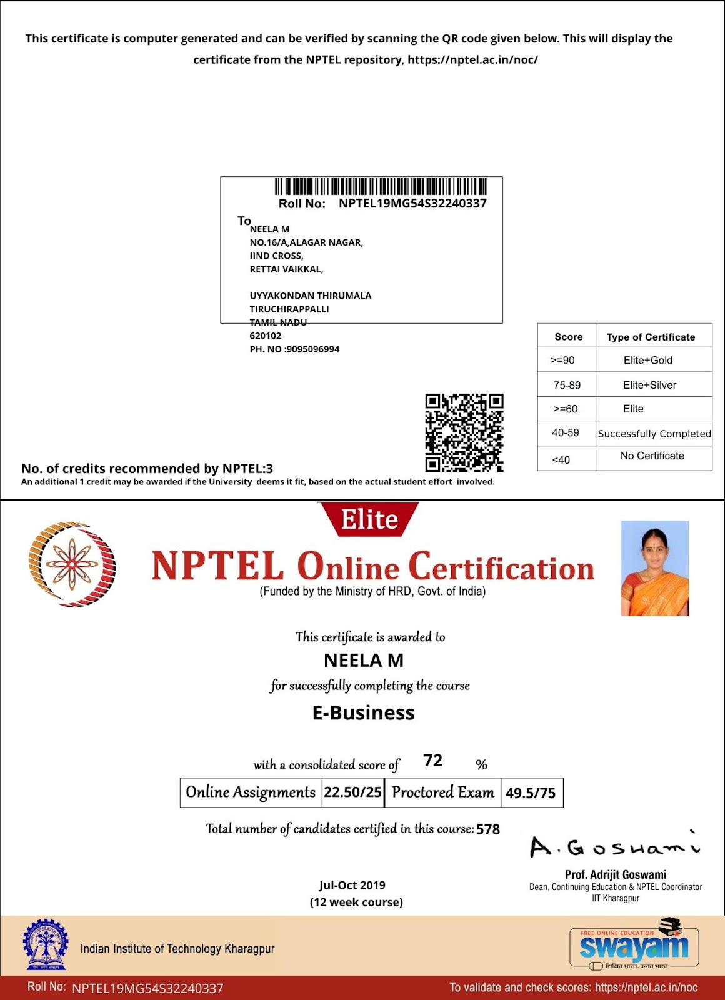 This certificate is computer generated and can be verified by scanning the QR code given below. This will display the
certificate from the NPTEL repository, https://nptel.ac.in/noc/
Roll No: NPTEL19MG54S32240337
To
NEELA M
NO.16/A,ALAGAR NAGAR,
IIND CROSS,
RETTAI VAIKKAL,
UYYAKONDAN THIRUMALA
TIRUCHIRAPPALLI
TAMIL NADU
620102
PH. NO :9095096994
Score Type of Certificate
>=90 Elite+Gold
75-89 Elite+Silver
>=60 Elite
40-59 Successfully Completed
<40 No Certificate
No. of credits recommended by NPTEL:3
An additional 1 credit may be awarded if the University deems it fit, based on the actual student effort involved.
Elite
NPTEL Online Certification
(Funded by the Ministry of HRD, Govt. of India)
This certificate is awarded to
NEELA M
for successfully completing the course
E-Business
with a consolidated score of 72 %
Online Assignments 22.50/25 Proctored Exam 49.5/75
Total number of candidates certified in this course: 578
A. Goswami
Prof. Adrijit Goswami
Dean, Continuing Education & NPTEL Coordinator
IIT Kharagpur
Jul-Oct 2019
(12 week course)
Indian Institute of Technology Kharagpur
FREE ONLINE EDUCATION
swayam
शिक्षित भारत, उन्नत भारत
Roll No: NPTEL19MG54S32240337
To validate and check scores: https://nptel.ac.in/noc